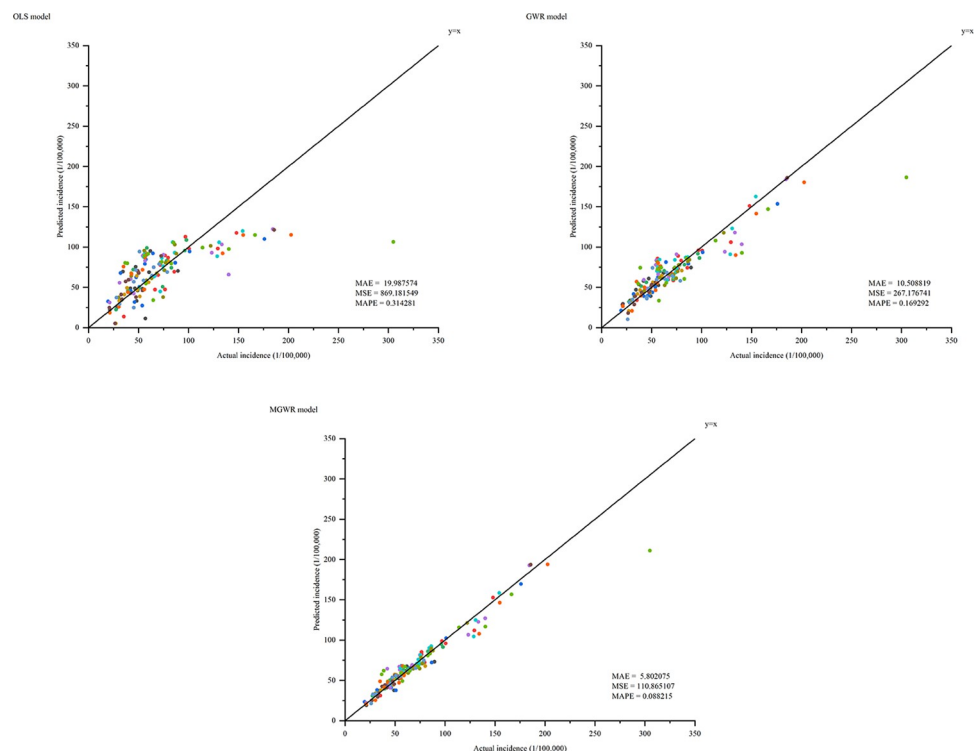 OLS model
y=x
350
300
250
200
150
100
50
0
Predicted incidence (1/100,000)
MAE = 19.987574
MSE = 869.181549
MAPE = 0.314281
0 50 100 150 200 250 300 350
Actual incidence (1/100,000)
GWR model
y=x
350
300
250
200
150
100
50
0
Predicted incidence (1/100,000)
MAE = 10.508819
MSE = 267.176741
MAPE = 0.169292
0 50 100 150 200 250 300 350
Actual incidence (1/100,000)
MGWR model
y=x
350
300
250
200
150
100
50
0
Predicted incidence (1/100,000)
MAE = 5.802075
MSE = 110.865107
MAPE = 0.088215
0 50 100 150 200 250 300 350
Actual incidence (1/100,000)